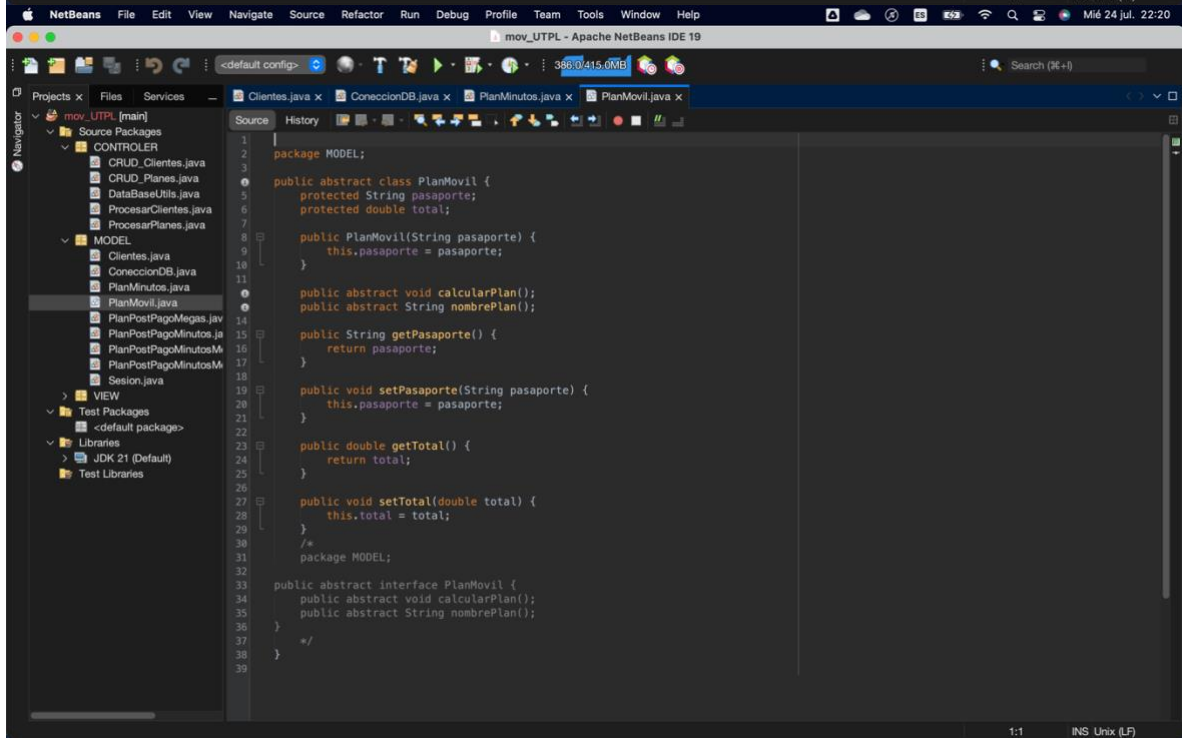 NetBeans File Edit View Navigate Source Refactor Run Debug Profile Team Tools Window Help ES Mié 24 jul. 22:20
mov_UTPL - Apache NetBeans IDE 19
<default config> 386.0/415.0MB Search (⌘+I)
Projects x Files Services
Clientes.java x ConeccionDB.java x PlanMinutos.java x PlanMovil.java x
Navigator
mov_UTPL [main]
Source Packages
CONTROLER
CRUD_Clientes.java
CRUD_Planes.java
DataBaseUtils.java
ProcesarClientes.java
ProcesarPlanes.java
MODEL
Clientes.java
ConeccionDB.java
PlanMinutos.java
PlanMovil.java
PlanPostPagoMegas.jav
PlanPostPagoMinutos.ja
PlanPostPagoMinutosM
PlanPostPagoMinutosM
Sesion.java
VIEW
Test Packages
<default package>
Libraries
JDK 21 (Default)
Test Libraries
Source History
1
2 package MODEL;
3
public abstract class PlanMovil {
5 protected String pasaporte;
6 protected double total;
7
8 public PlanMovil(String pasaporte) {
9 this.pasaporte = pasaporte;
10 }
11
public abstract void calcularPlan();
public abstract String nombrePlan();
14
15 public String getPasaporte() {
16 return pasaporte;
17 }
18
19 public void setPasaporte(String pasaporte) {
20 this.pasaporte = pasaporte;
21 }
22
23 public double getTotal() {
24 return total;
25 }
26
27 public void setTotal(double total) {
28 this.total = total;
29 }
30 /*
31 package MODEL;
32
33 public abstract interface PlanMovil {
34 public abstract void calcularPlan();
35 public abstract String nombrePlan();
36 }
37 */
38 }
39
1:1 INS Unix (LF)